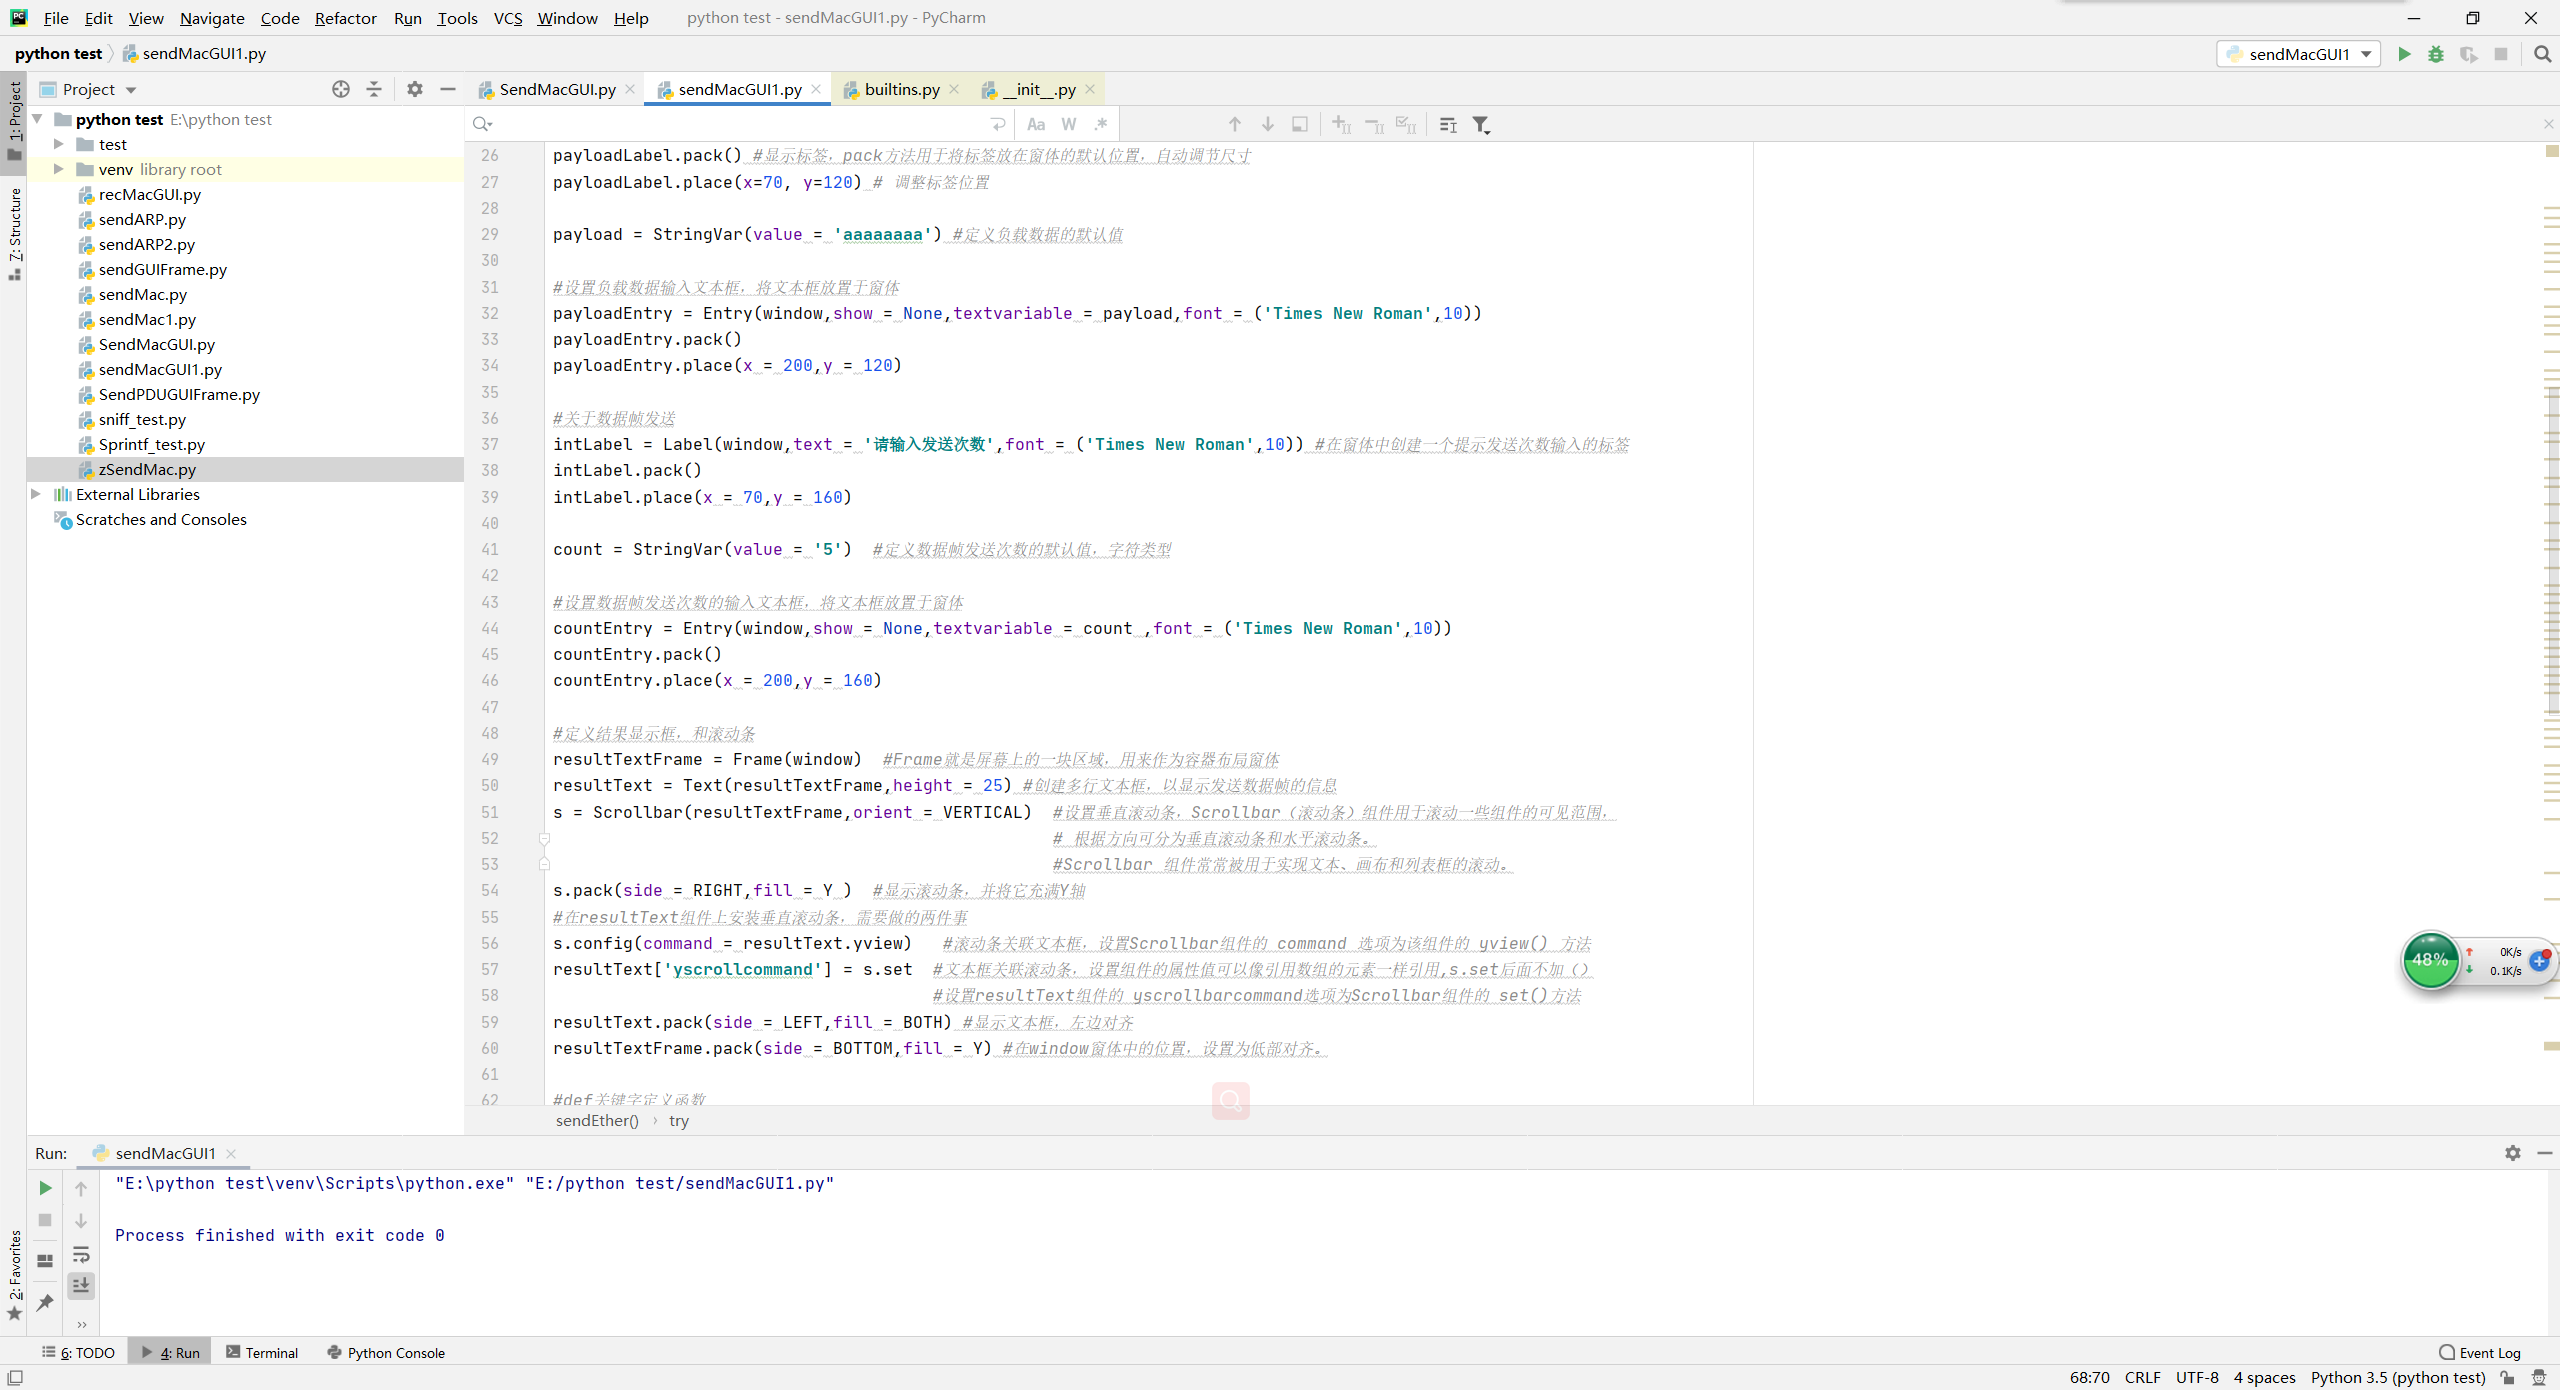 File Edit View Navigate Code Refactor Run Tools VCS Window Help python test - sendMacGUI1.py - PyCharm
python test sendMacGUI1.py sendMacGUI1
1: Project
7: Structure
2: Favorites
Project
python test E:\python test
test
venv library root
recMacGUI.py
sendARP.py
sendARP2.py
sendGUIFrame.py
sendMac.py
sendMac1.py
SendMacGUI.py
sendMacGUI1.py
SendPDUGUIFrame.py
sniff_test.py
Sprintf_test.py
zSendMac.py
External Libraries
Scratches and Consoles
SendMacGUI.py sendMacGUI1.py builtins.py __init__.py
Aa W .*
26 payloadLabel.pack() #显示标签，pack方法用于将标签放在窗体的默认位置，自动调节尺寸
27 payloadLabel.place(x=70, y=120) # 调整标签位置
28
29 payload = StringVar(value = 'aaaaaaaa') #定义负载数据的默认值
30
31 #设置负载数据输入文本框，将文本框放置于窗体
32 payloadEntry = Entry(window,show = None,textvariable = payload,font = ('Times New Roman',10))
33 payloadEntry.pack()
34 payloadEntry.place(x = 200,y = 120)
35
36 #关于数据帧发送
37 intLabel = Label(window,text = '请输入发送次数',font = ('Times New Roman',10)) #在窗体中创建一个提示发送次数输入的标签
38 intLabel.pack()
39 intLabel.place(x = 70,y = 160)
40
41 count = StringVar(value = '5')  #定义数据帧发送次数的默认值，字符类型
42
43 #设置数据帧发送次数的输入文本框，将文本框放置于窗体
44 countEntry = Entry(window,show = None,textvariable = count ,font = ('Times New Roman',10))
45 countEntry.pack()
46 countEntry.place(x = 200,y = 160)
47
48 #定义结果显示框，和滚动条
49 resultTextFrame = Frame(window)  #Frame就是屏幕上的一块区域，用来作为容器布局窗体
50 resultText = Text(resultTextFrame,height = 25) #创建多行文本框，以显示发送数据帧的信息
51 s = Scrollbar(resultTextFrame,orient = VERTICAL)  #设置垂直滚动条，Scrollbar（滚动条）组件用于滚动一些组件的可见范围，
52 # 根据方向可分为垂直滚动条和水平滚动条。
53 #Scrollbar 组件常常被用于实现文本、画布和列表框的滚动。
54 s.pack(side = RIGHT,fill = Y )  #显示滚动条，并将它充满Y轴
55 #在resultText组件上安装垂直滚动条，需要做的两件事
56 s.config(command = resultText.yview)   #滚动条关联文本框，设置Scrollbar组件的 command 选项为该组件的 yview() 方法
57 resultText['yscrollcommand'] = s.set  #文本框关联滚动条，设置组件的属性值可以像引用数组的元素一样引用,s.set后面不加（）
58 #设置resultText组件的 yscrollbarcommand选项为Scrollbar组件的 set()方法
59 resultText.pack(side = LEFT,fill = BOTH) #显示文本框，左边对齐
60 resultTextFrame.pack(side = BOTTOM,fill = Y) #在window窗体中的位置，设置为低部对齐。
61
62 #def关键字定义函数
sendEther() › try
48% 0K/s
0.1K/s
Run: sendMacGUI1
"E:\python test\venv\Scripts\python.exe" "E:/python test/sendMacGUI1.py"
Process finished with exit code 0
6: TODO 4: Run Terminal Python Console Event Log
68:70 CRLF UTF-8 4 spaces Python 3.5 (python test)